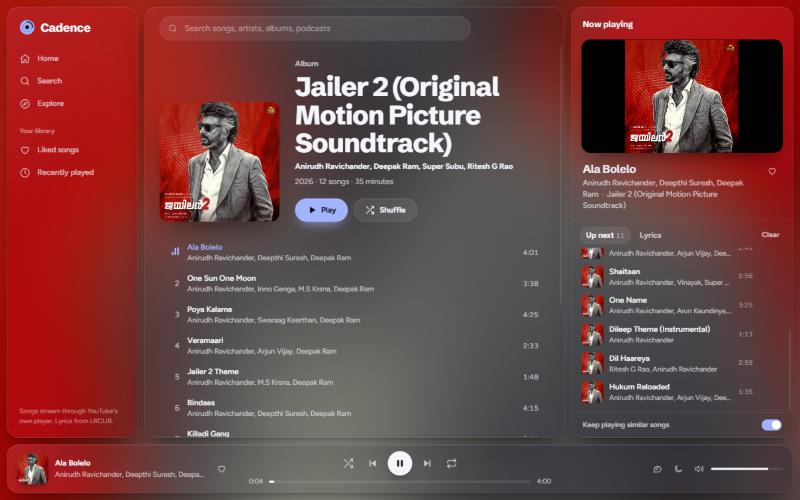 Cadence
Home
Search
Explore
Your library
Liked songs
Recently played
Songs stream through YouTube's
own player. Lyrics from LRCLIB.
Search songs, artists, albums, podcasts
Album
Jailer 2 (Original
Motion Picture
Soundtrack)
Anirudh Ravichander, Deepak Ram, Super Subu, Ritesh G Rao
2026 · 12 songs · 35 minutes
Play
Shuffle
ஜெயிலர் 2
Ala Bolelo
Anirudh Ravichander, Deepthi Suresh, Deepak Ram
4:01
2 One Sun One Moon
Anirudh Ravichander, Inno Genga, M.S Krsna, Deepak Ram
3:38
3 Poya Kalame
Anirudh Ravichander, Swaraag Keerthan, Deepak Ram
4:25
4 Veramaari
Anirudh Ravichander, Arjun Vijay, Deepak Ram
2:33
5 Jailer 2 Theme
Anirudh Ravichander, M.S Krsna, Deepak Ram
1:48
6 Bindaas
Anirudh Ravichander, Deepthi Suresh, Deepak Ram
4:15
Killadi Gang
Now playing
Ala Bolelo
Anirudh Ravichander, Deepthi Suresh, Deepak
Ram · Jailer 2 (Original Motion Picture
Soundtrack)
Up next 11
Lyrics
Clear
Anirudh Ravichander, Arjun Vijay, Dee...
Shaitaan
Anirudh Ravichander, Vinayak, Super ...
2:56
One Name
Anirudh Ravichander, Arun Kaundinya,...
3:25
Dileep Theme (Instrumental)
Anirudh Ravichander
1:13
Dil Haareya
Ritesh G Rao, Anirudh Ravichander
2:59
Hukum Reloaded
Anirudh Ravichander, Arjun Vijay, Dee...
1:35
Keep playing similar songs
Ala Bolelo
Anirudh Ravichander, Deepthi Suresh, Deepa...
0:04
4:00